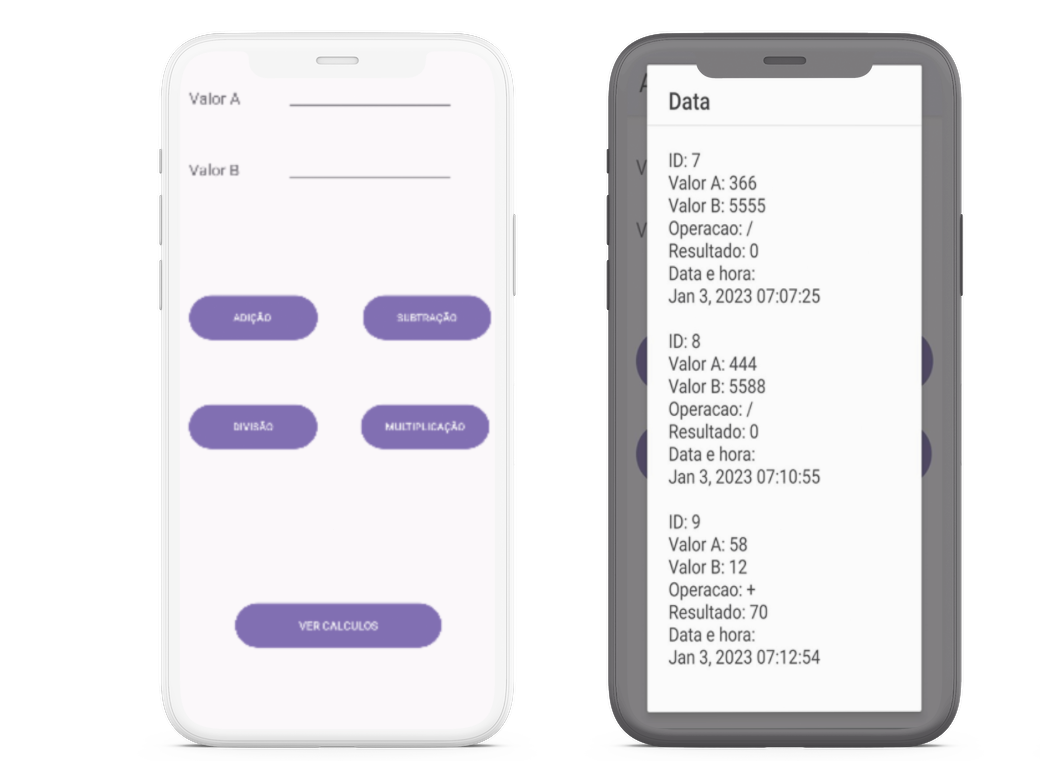 Valor A
Valor B
ADIÇÃO
SUBTRAÇÃO
DIVISÃO
MULTIPLICAÇÃO
VER CALCULOS
A
V
V
Data
ID: 7
Valor A: 366
Valor B: 5555
Operacao: /
Resultado: 0
Data e hora:
Jan 3, 2023 07:07:25
ID: 8
Valor A: 444
Valor B: 5588
Operacao: /
Resultado: 0
Data e hora:
Jan 3, 2023 07:10:55
ID: 9
Valor A: 58
Valor B: 12
Operacao: +
Resultado: 70
Data e hora:
Jan 3, 2023 07:12:54